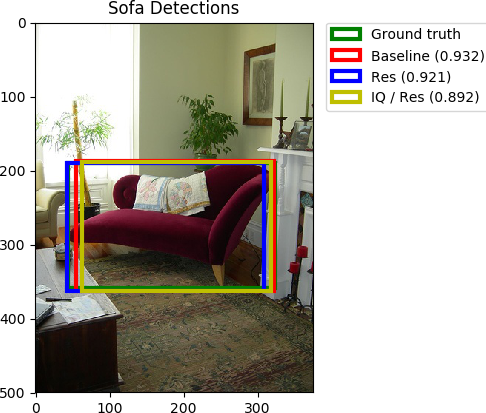 Sofa Detections
Ground truth
Baseline (0.932)
Res (0.921)
IQ / Res (0.892)
0
100
200
300
400
500
0 100 200 300